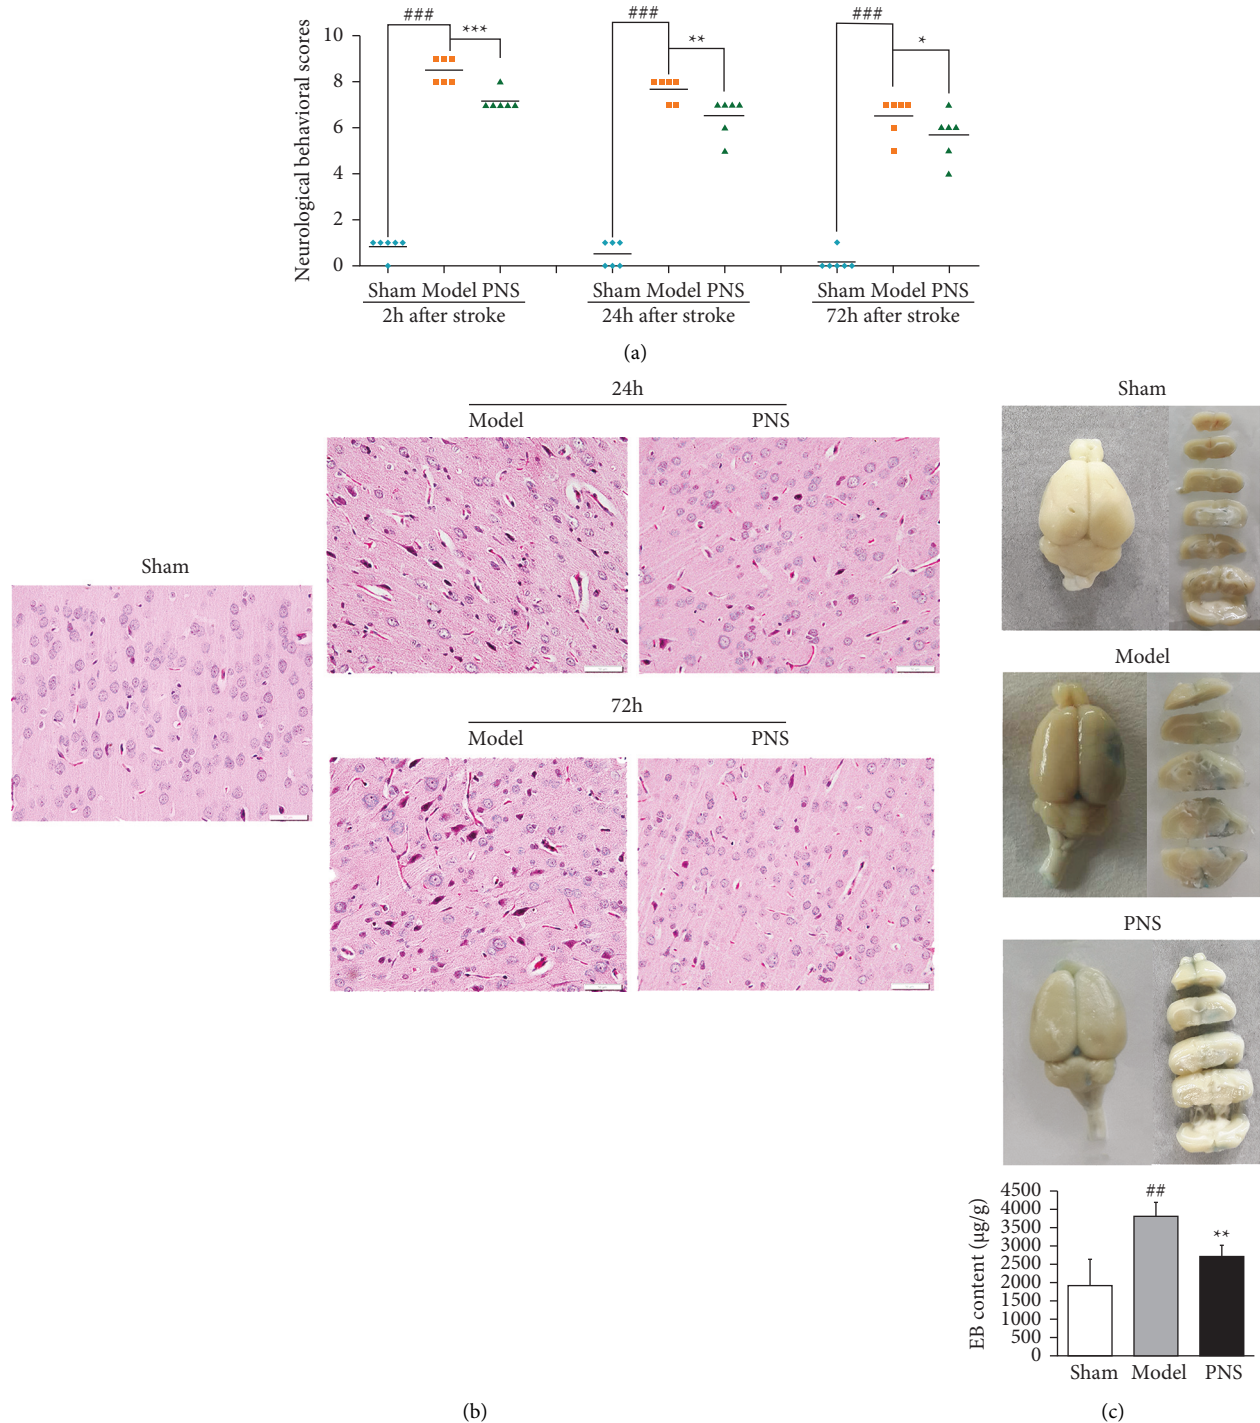 ###
***
###
**
###
*
Neurological behavioral scores
10
8
6
4
2
0
Sham Model PNS
2h after stroke
Sham Model PNS
24h after stroke
Sham Model PNS
72h after stroke
(a)
24h
Model
PNS
Sham
72h
Model
PNS
(b)
Sham
Model
PNS
EB content (µg/g)
4500
4000
3500
3000
2500
2000
1500
1000
500
0
##
**
Sham
Model
PNS
(c)